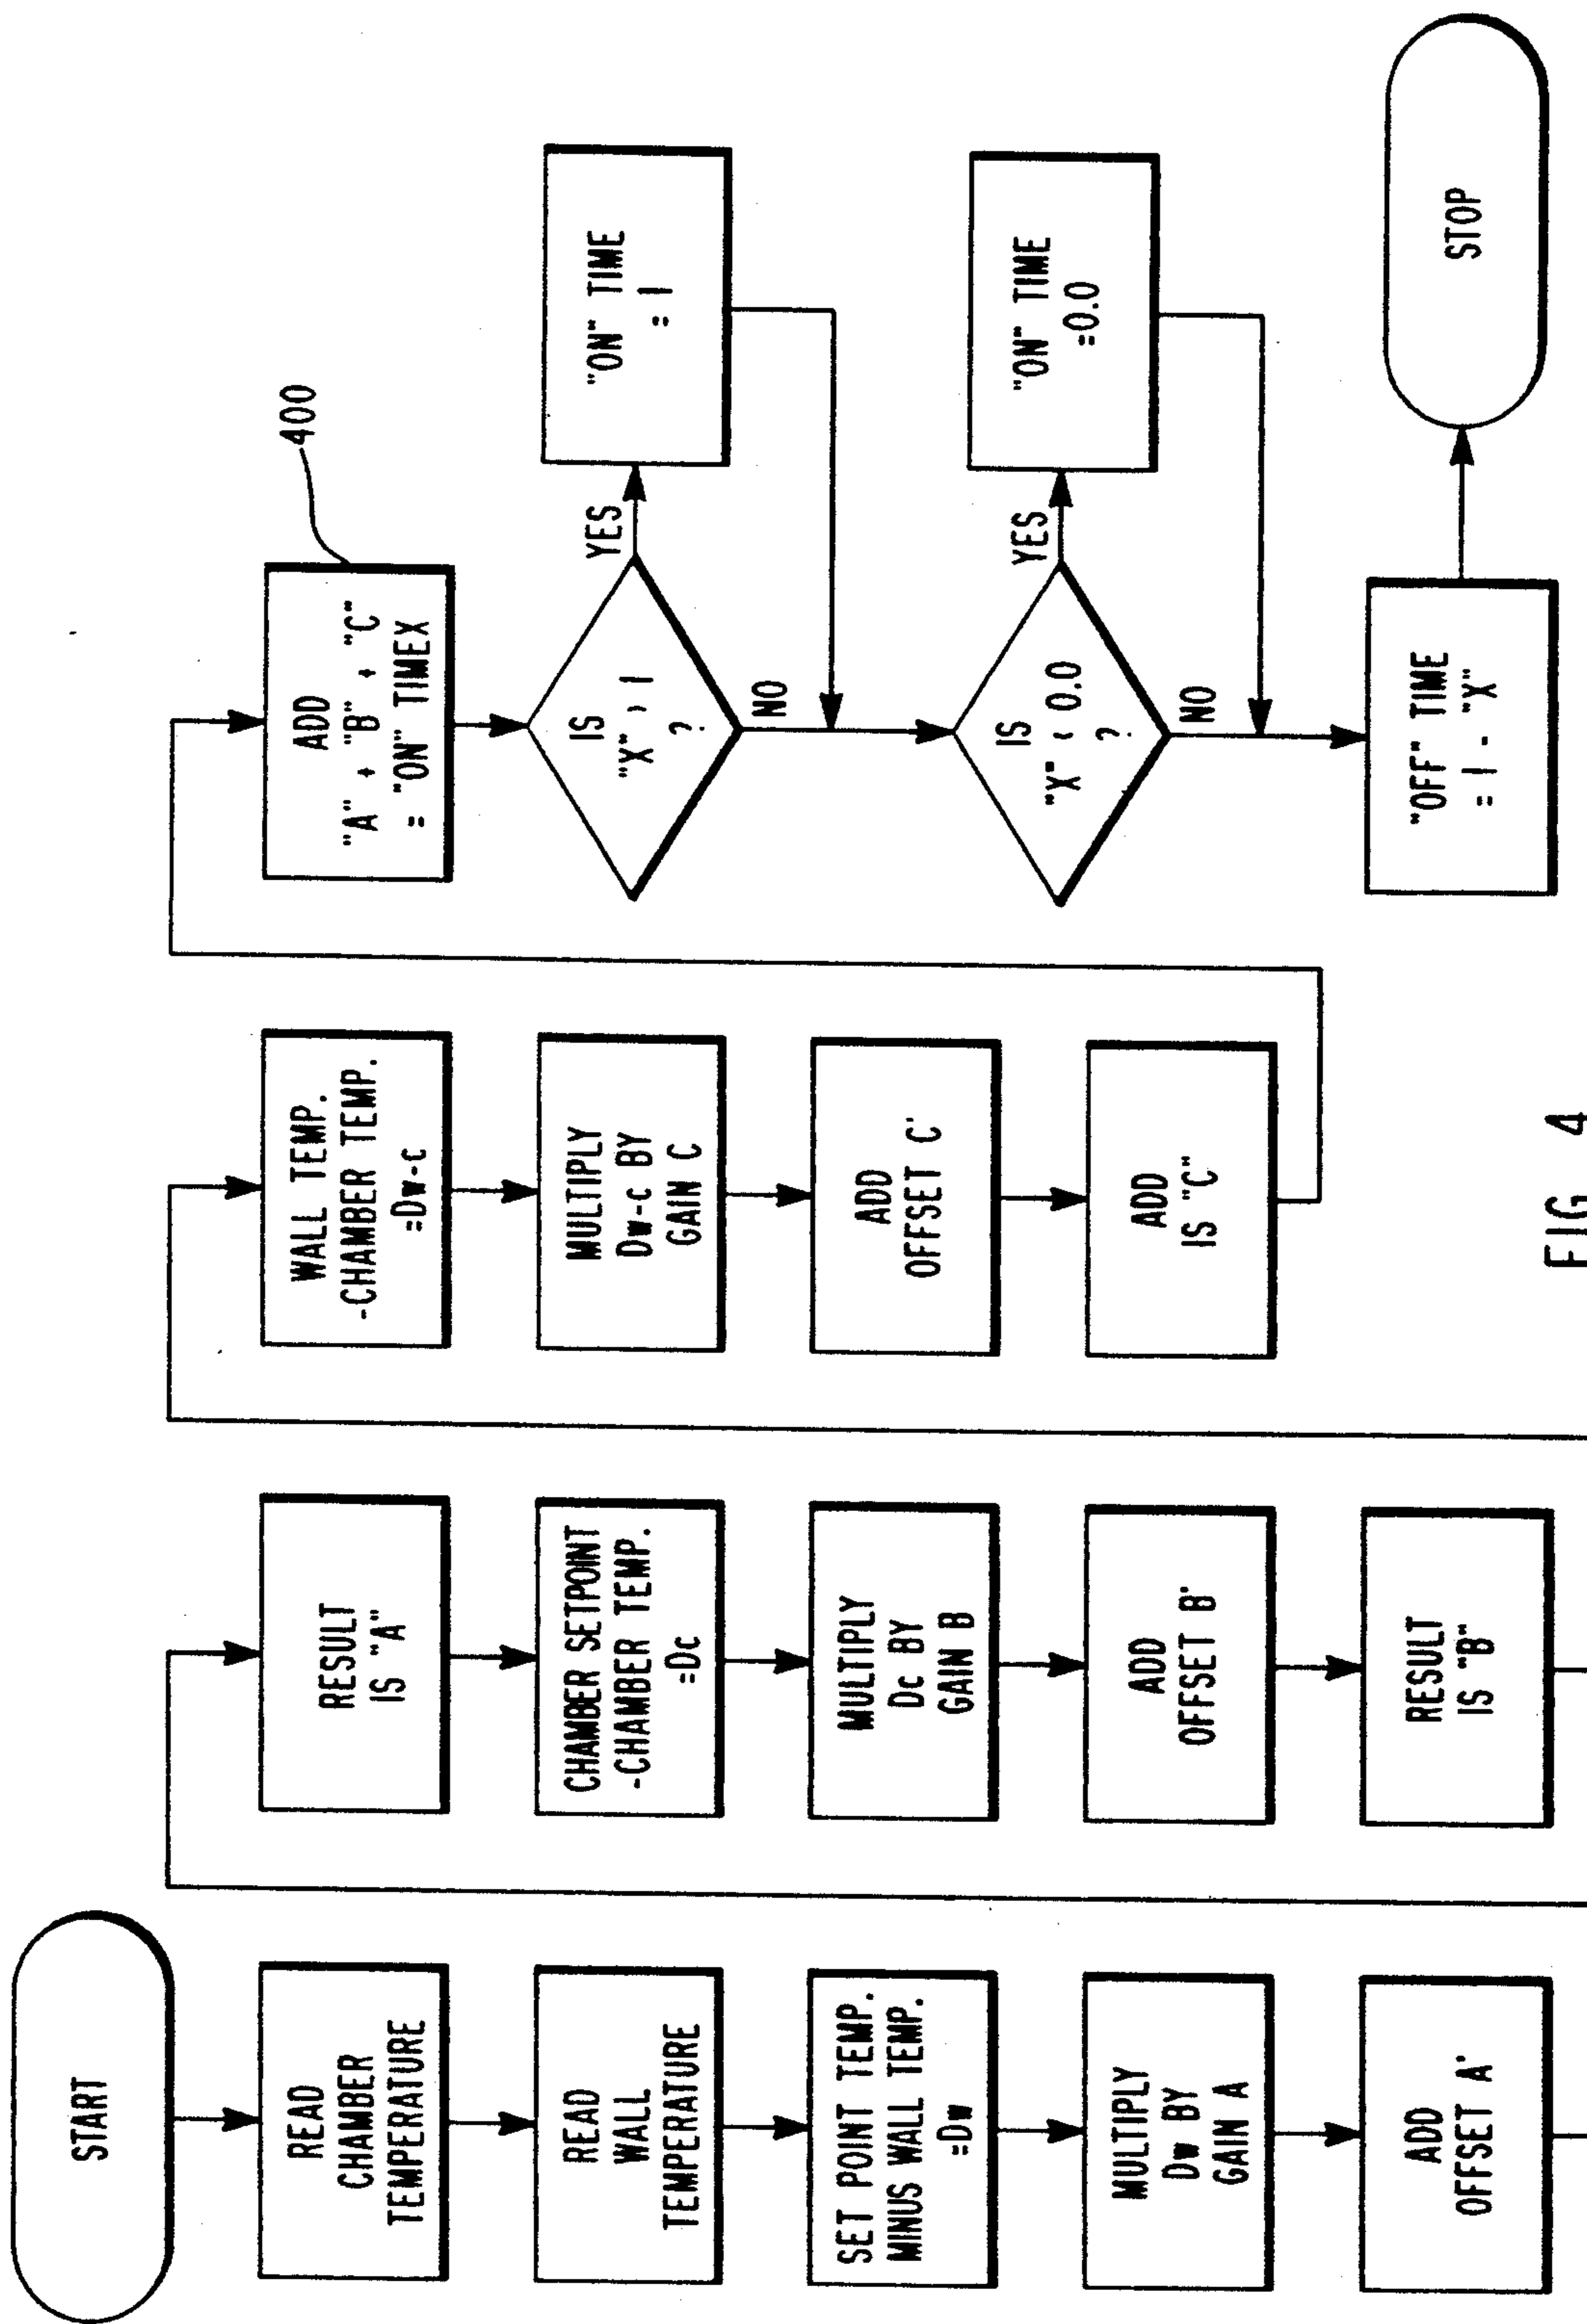 START
READ
CHAMBER
TEMPERATURE
READ
WALL
TEMPERATURE
SET POINT TEMP.
MINUS WALL TEMP.
=Dw
MULTIPLY
Dw BY
GAIN A
ADD
OFFSET A'
RESULT
IS "A"
CHAMBER SETPOINT
-CHAMBER TEMP.
=Dc
MULTIPLY
Dc BY
GAIN B
ADD
OFFSET B'
RESULT
IS "B"
WALL TEMP.
-CHAMBER TEMP.
=Dw-c
MULTIPLY
Dw-c BY
GAIN C
ADD
OFFSET C'
ADD
IS "C"
400
ADD
"A" + "B" + "C"
= "ON" TIMEX
IS
"X" > 1
?
YES
NO
"ON" TIME
= 1
IS
"X" < 0.0
?
YES
NO
"ON" TIME
=0.0
"OFF" TIME
= 1 - "X"
STOP
FIG. 4